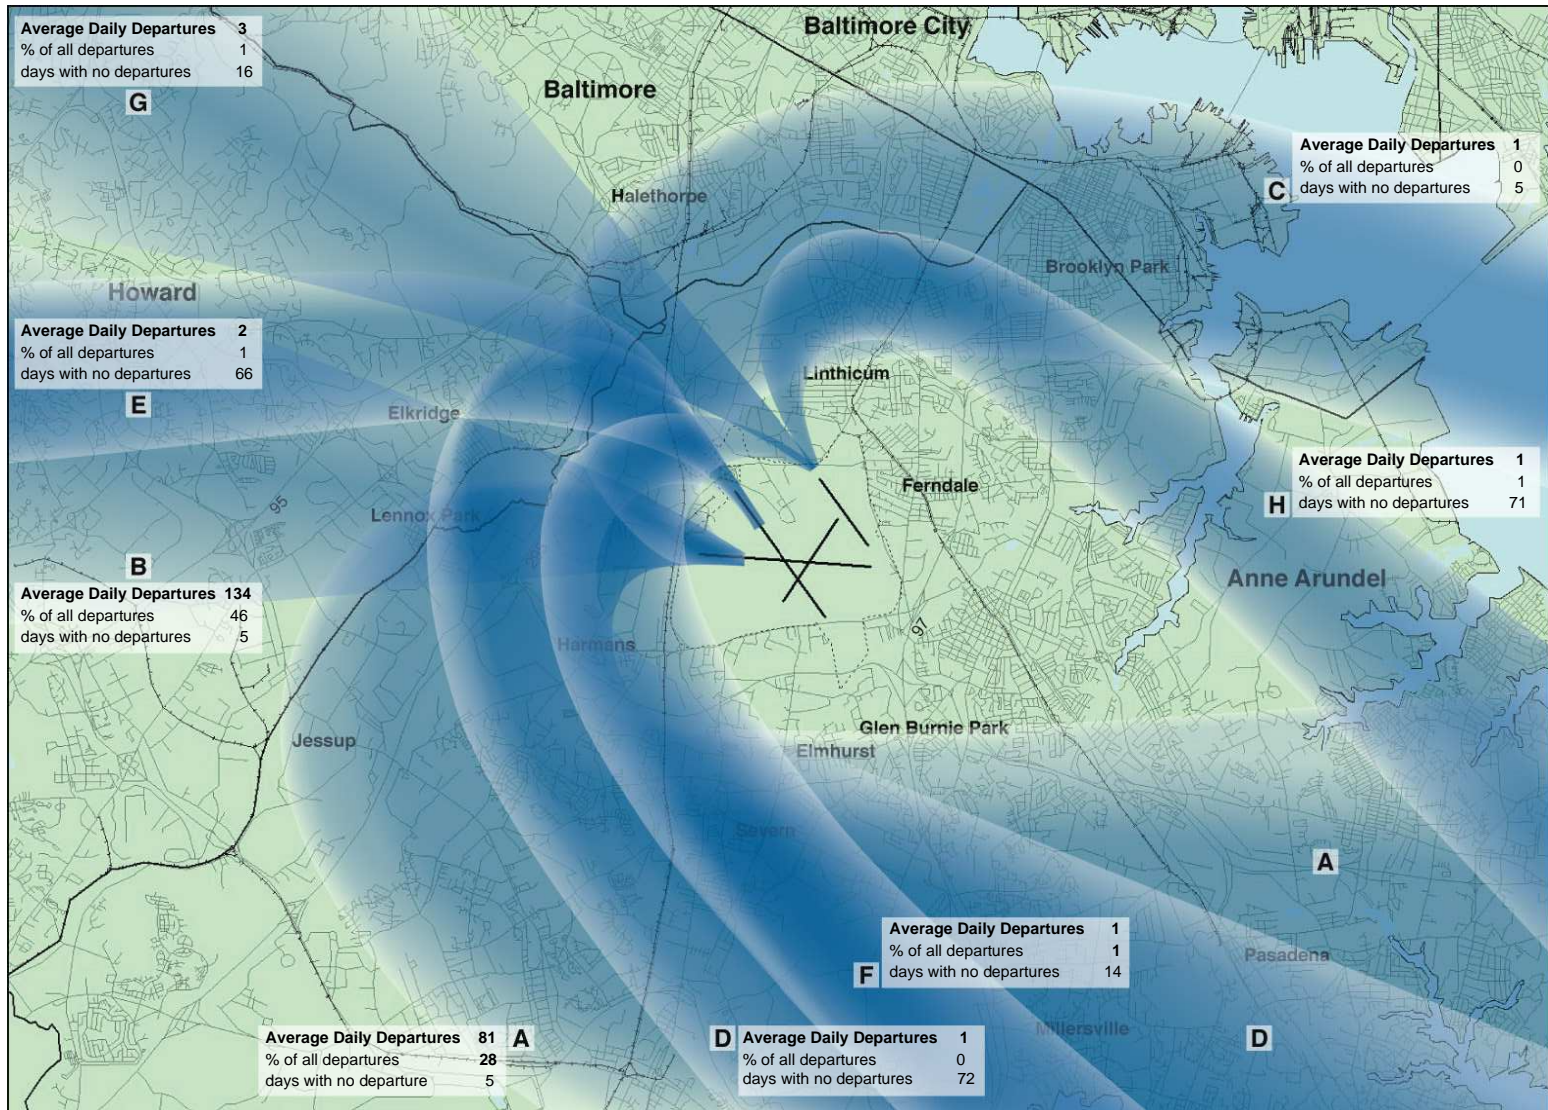 Average Daily Departures 3
% of all departures 1
days with no departures 16
G
Baltimore City
Baltimore
Average Daily Departures 1
% of all departures 0
days with no departures 5
C
Halethorpe
Brooklyn Park
Howard
Average Daily Departures 2
% of all departures 1
days with no departures 66
E
Linthicum
Elkridge
Ferndale
Average Daily Departures 1
% of all departures 1
days with no departures 71
H
95
Lennox Park
B
Average Daily Departures 134
% of all departures 46
days with no departures 5
Anne Arundel
97
Harmans
Jessup
Glen Burnie Park
Elmhurst
Severn
A
Average Daily Departures 1
% of all departures 1
days with no departures 14
F
Pasadena
Millersville
D
Average Daily Departures 81
% of all departures 28
days with no departure 5
A
D
Average Daily Departures 1
% of all departures 0
days with no departures 72